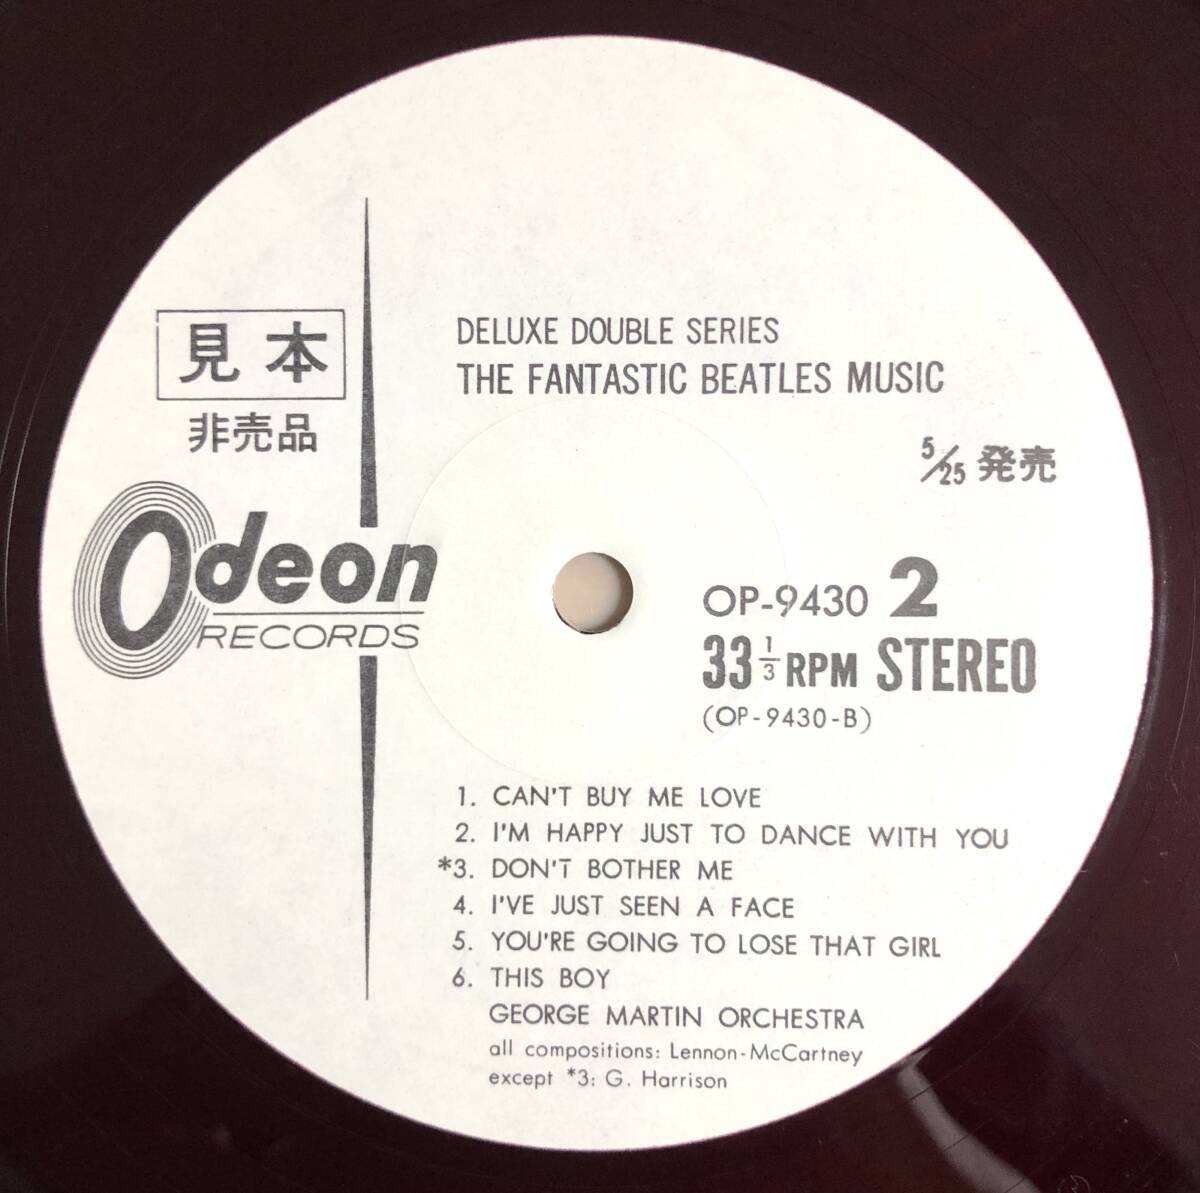 見本
非売品
Odeon
RECORDS
DELUXE DOUBLE SERIES
THE FANTASTIC BEATLES MUSIC
5/25 発売
OP-9430 2
33 1/3 RPM STEREO
(OP-9430-B)
1. CAN'T BUY ME LOVE
2. I'M HAPPY JUST TO DANCE WITH YOU
*3. DON'T BOTHER ME
4. I'VE JUST SEEN A FACE
5. YOU'RE GOING TO LOSE THAT GIRL
6. THIS BOY
GEORGE MARTIN ORCHESTRA
all compositions: Lennon-McCartney
except *3: G. Harrison